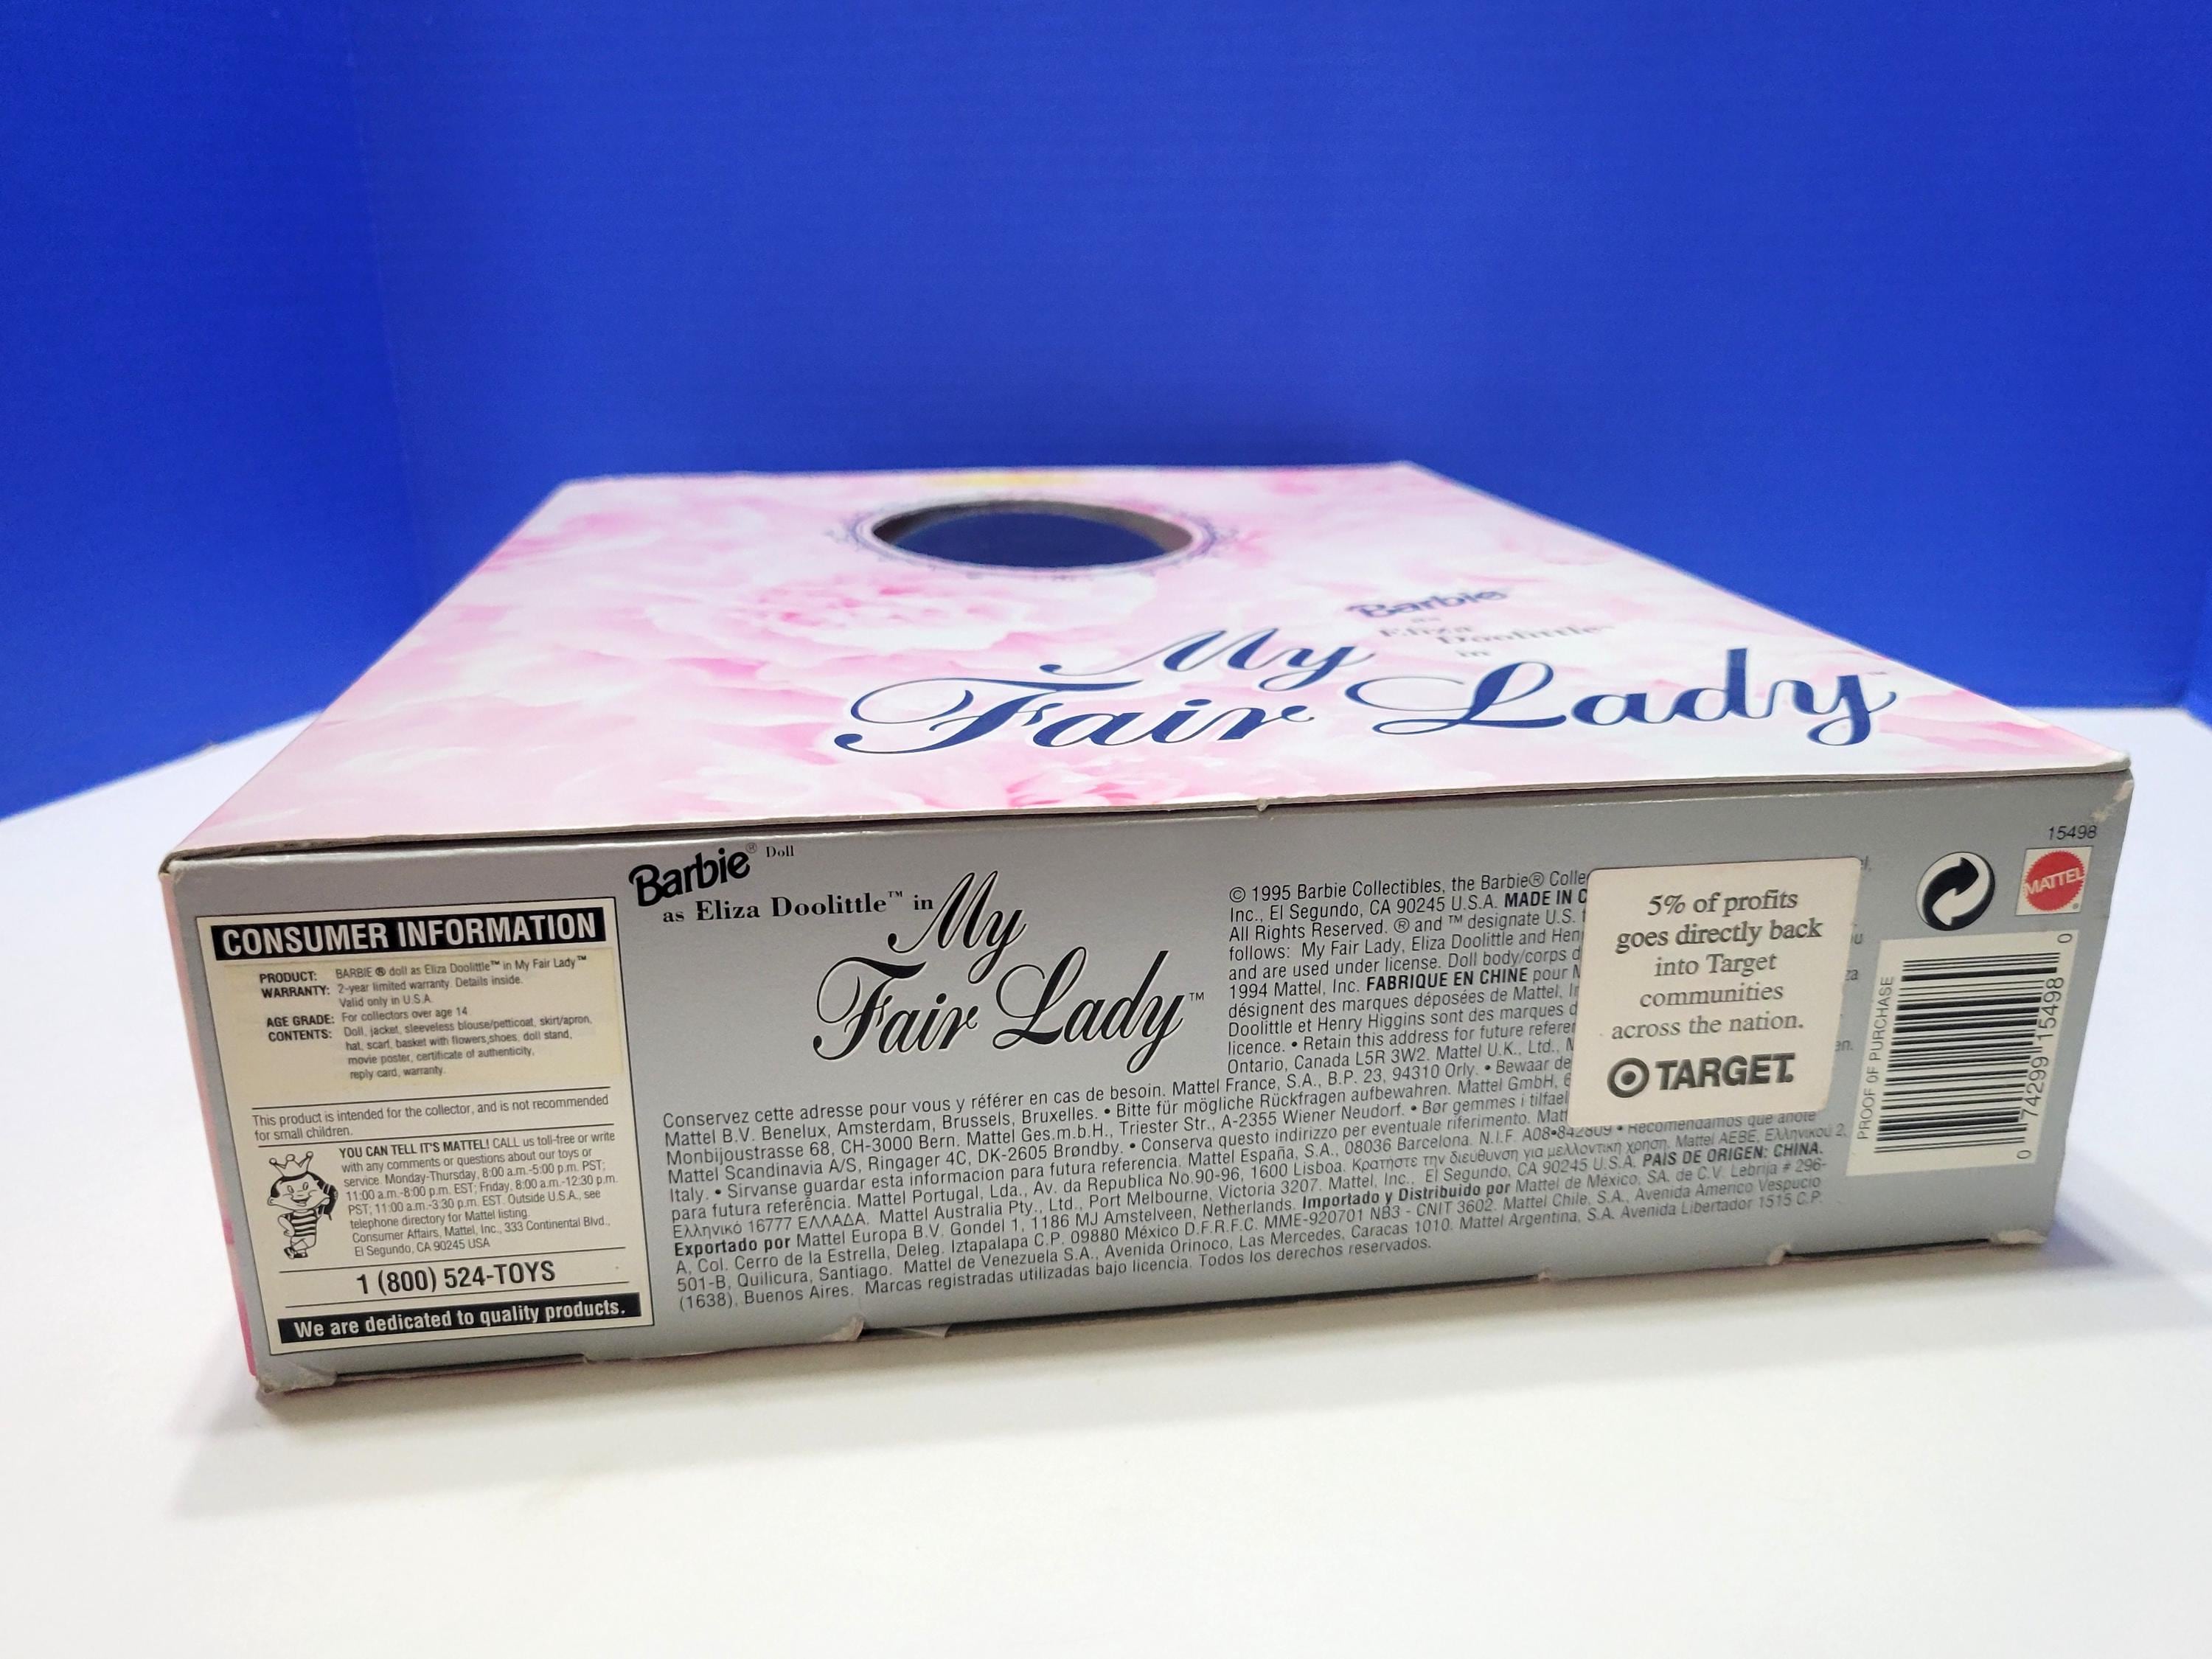 Barbie
Eliza
Doolittle
in
My
Fair Lady
Barbie® Doll
as Eliza Doolittle™ in
My
Fair Lady™
CONSUMER INFORMATION
PRODUCT: BARBIE ® doll as Eliza Doolittle™ in My Fair Lady™
WARRANTY: 2-year limited warranty. Details inside.
Valid only in U.S.A.
AGE GRADE: For collectors over age 14
CONTENTS: Doll, jacket, sleeveless blouse/petticoat, skirt/apron,
hat, scarf, basket with flowers,shoes, doll stand,
movie poster, certificate of authenticity,
reply card, warranty.
This product is intended for the collector, and is not recommended
for small children.
YOU CAN TELL IT'S MATTEL! CALL us toll-free or write
with any comments or questions about our toys or
service. Monday-Thursday, 8:00 a.m.-5:00 p.m. PST;
11:00 a.m.-8:00 p.m. EST; Friday, 8:00 a.m.-12:30 p.m.
PST; 11:00 a.m.-3:30 p.m. EST. Outside U.S.A., see
telephone directory for Mattel listing.
Consumer Affairs, Mattel, Inc., 333 Continental Blvd.,
El Segundo, CA 90245 USA
1 (800) 524-TOYS
We are dedicated to quality products.
© 1995 Barbie Collectibles, the Barbie®
Inc., El Segundo, CA 90245 U.S.A. MADE IN
All Rights Reserved. ® and ™ designate U.S.
follows: My Fair Lady, Eliza Doolittle and
and are used under license. Doll body/corps
1994 Mattel, Inc. FABRIQUE EN CHINE pour
désignent des marques déposées de Mattel,
Doolittle et Henry Higgins sont des marques
licence. • Retain this address for future
Ontario, Canada L5R 3W2. Mattel U.K., Ltd.,
Conservez cette adresse pour vous y référer en cas de besoin. Mattel France, S.A., B.P. 23, 94310 Orly. • Bewaar
Mattel B.V. Benelux, Amsterdam, Brussels, Bruxelles. • Bitte für mögliche Rückfragen aufbewahren. Mattel GmbH,
Monbijoustrasse 68, CH-3000 Bern. Mattel Ges.m.b.H., Triester Str., A-2355 Wiener Neudorf. • Bør gemmes i
Mattel Scandinavia A/S, Ringager 4C, DK-2605 Brøndby. • Conserva questo indirizzo per eventuale riferimento.
Italy. • Sirvanse guardar esta informacion para futura referencia. Mattel España, S.A., 08036 Barcelona. N.I.F. A08•842809 • Recomendamos que anote
para futura referência. Mattel Portugal, Lda., Av. da Republica No.90-96, 1600 Lisboa. Κρατήστε την διευθυνση για μελλοντικη χρηση. Mattel AEBE, Ελληνικου 2,
Ελληνικό 16777 ΕΛΛΑΔΑ. Mattel Australia Pty., Ltd., Port Melbourne, Victoria 3207. Mattel, Inc., El Segundo, CA 90245 U.S.A. PAIS DE ORIGEN: CHINA.
Exportado por Mattel Europa B.V. Gondel 1, 1186 MJ Amstelveen, Netherlands. Importado y Distribuido por Mattel de México, SA. de C.V. Lebrija # 296-
A, Col. Cerro de la Estrella, Deleg. Iztapalapa C.P. 09880 México D.F.R.F.C. MME-920701 NB3 - CNIT 3602. Mattel Chile, S.A., Avenida Americo Vespucio
501-B, Quilicura, Santiago. Mattel de Venezuela S.A., Avenida Orinoco, Las Mercedes, Caracas 1010. Mattel Argentina, S.A. Avenida Libertador 1515 C.P.
(1638), Buenos Aires. Marcas registradas utilizadas bajo licencia. Todos los derechos reservados.
5% of profits
goes directly back
into Target
communities
across the nation.
TARGET.
15498
MATTEL
PROOF OF PURCHASE
0 74299 15498 0